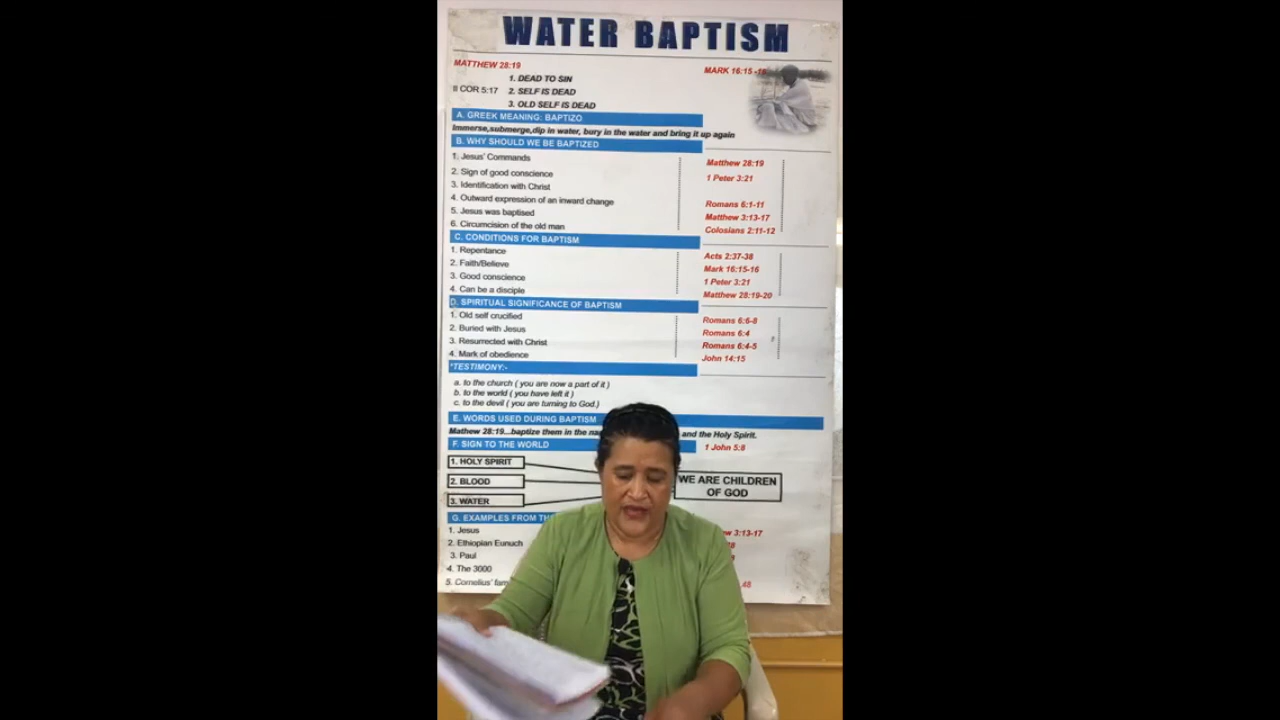 WATER BAPTISM
MATTHEW 28:19
MARK 16:15 -16
1. DEAD TO SIN
II COR 5:17 2. SELF IS DEAD
3. OLD SELF IS DEAD
A. GREEK MEANING: BAPTIZO
Immerse,submerge,dip in water, bury in the water and bring it up again
B. WHY SHOULD WE BE BAPTIZED
1. Jesus' Commands Matthew 28:19
2. Sign of good conscience 1 Peter 3:21
3. Identification with Christ
4. Outward expression of an inward change Romans 6:1-11
5. Jesus was baptised Matthew 3:13-17
6. Circumcision of the old man Colosians 2:11-12
C. CONDITIONS FOR BAPTISM
1. Repentance Acts 2:37-38
2. Faith/Believe Mark 16:15-16
3. Good conscience 1 Peter 3:21
4. Can be a disciple Matthew 28:19-20
D. SPIRITUAL SIGNIFICANCE OF BAPTISM
1. Old self crucified Romans 6:6-8
2. Buried with Jesus Romans 6:4
3. Resurrected with Christ Romans 6:4-5
4. Mark of obedience John 14:15
*TESTIMONY:-
a. to the church ( you are now a part of it )
b. to the world ( you have left it )
c. to the devil ( you are turning to God.)
E. WORDS USED DURING BAPTISM
Mathew 28:19...baptize them in the and the Holy Spirit.
F. SIGN TO THE WORLD 1 John 5:8
1. HOLY SPIRIT
2. BLOOD
3. WATER
WE ARE CHILDREN
OF GOD
G. EXAMPLES FROM
1. Jesus 3:13-17
2. Ethiopian Eunuch
3. Paul
4. The 3000
5. Cornelius' 48